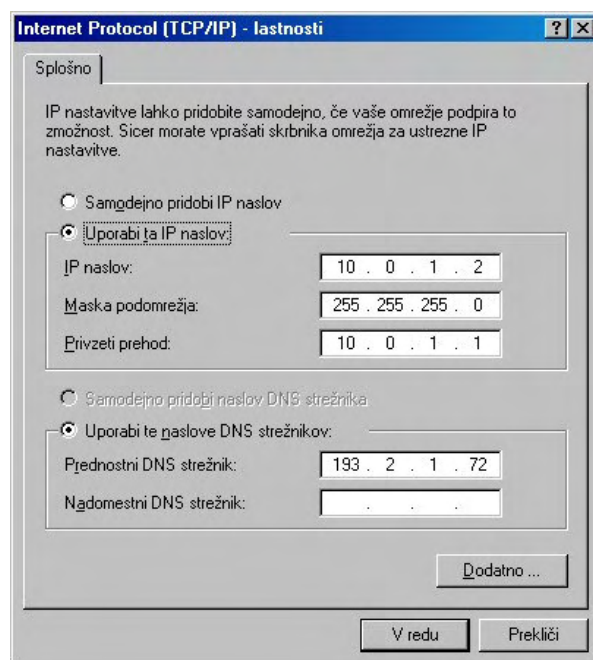 Internet Protocol (TCP/IP) - lastnosti
Splošno
IP nastavitve lahko pridobite samodejno, če vaše omrežje podpira to
zmožnost. Sicer morate vprašati skrbnika omrežja za ustrezne IP
nastavitve.
Samodejno pridobi IP naslov
Uporabi ta IP naslov:
IP naslov: 10 . 0 . 1 . 2
Maska podomrežja: 255 . 255 . 255 . 0
Privzeti prehod: 10 . 0 . 1 . 1
Samodejno pridobi naslov DNS strežnika
Uporabi te naslove DNS strežnikov:
Prednostni DNS strežnik: 193 . 2 . 1 . 72
Nadomestni DNS strežnik: . . .
Dodatno ...
V redu Prekliči